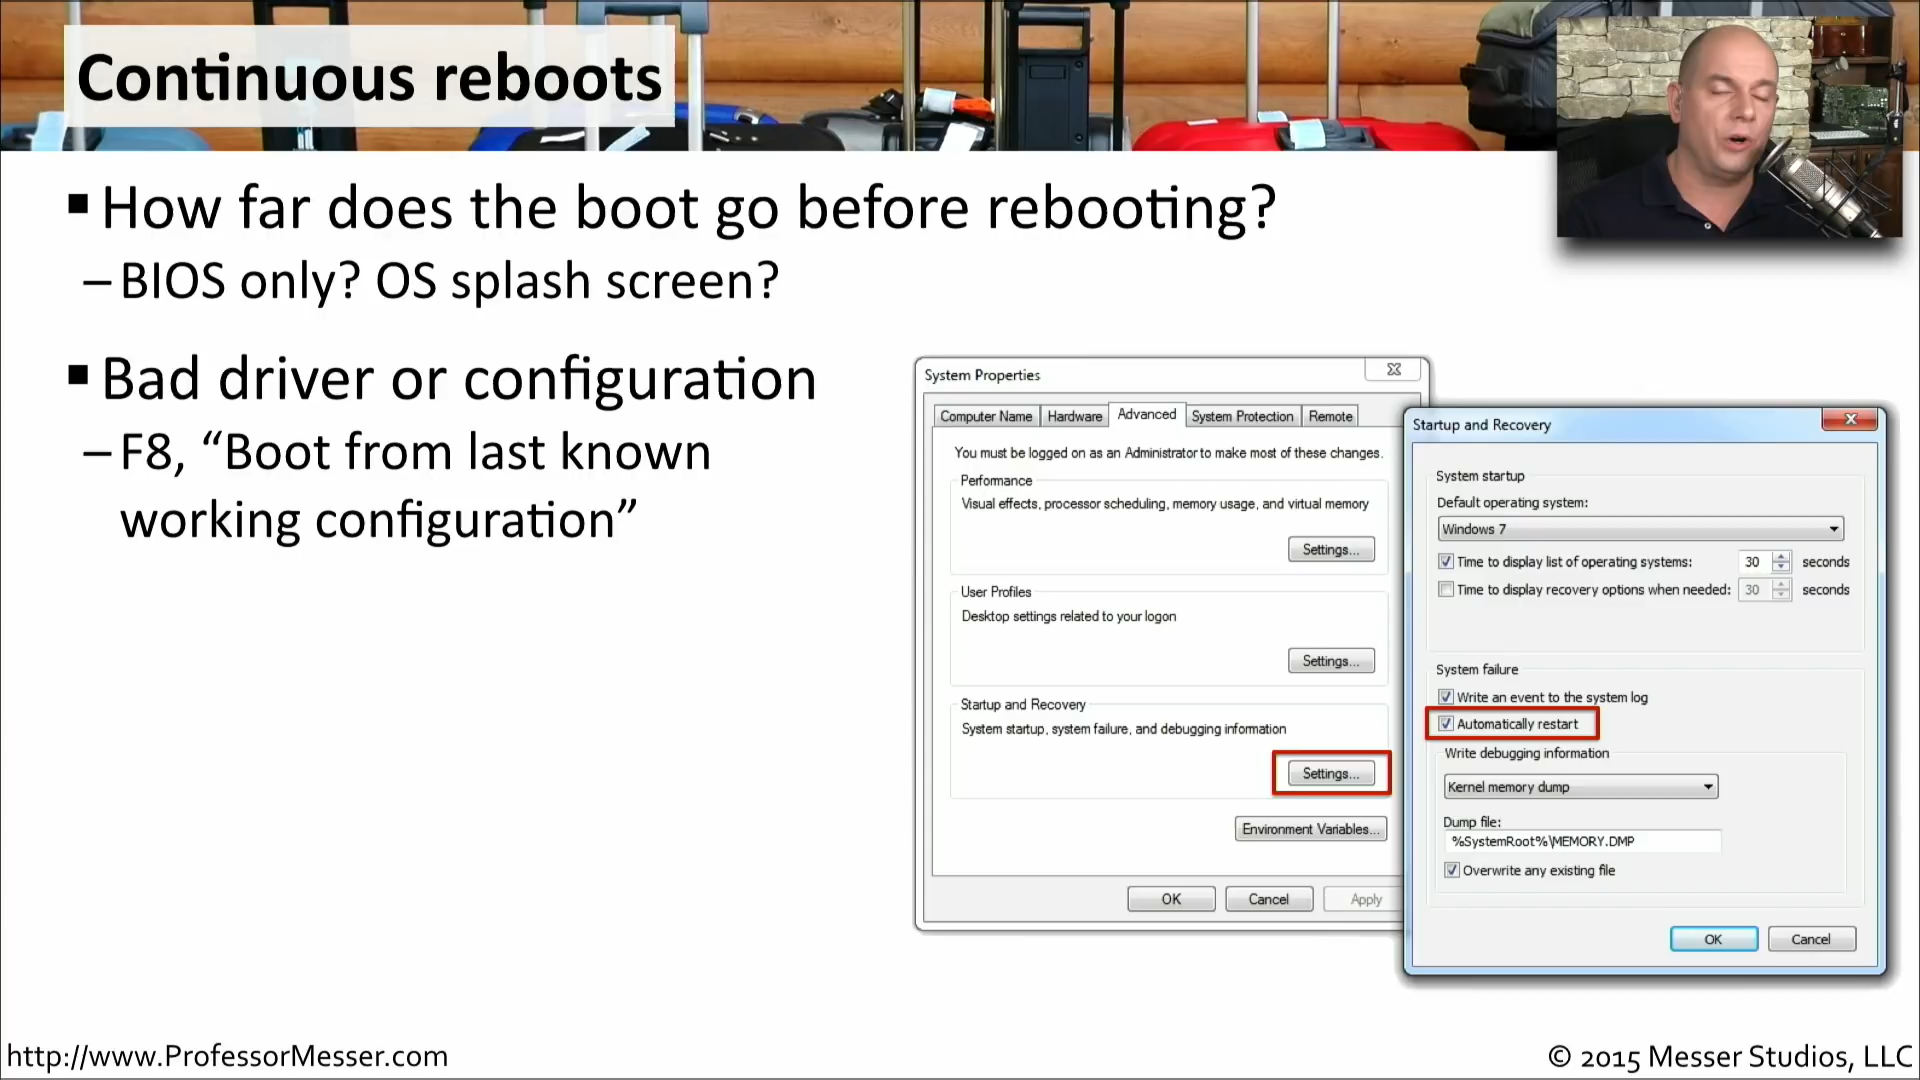 Continuous reboots
▪ How far does the boot go before rebooting?
– BIOS only? OS splash screen?
▪ Bad driver or configuration
– F8, “Boot from last known
working configuration”
System Properties
Computer Name Hardware Advanced System Protection Remote
You must be logged on as an Administrator to make most of these changes.
Performance
Visual effects, processor scheduling, memory usage, and virtual memory
Settings...
User Profiles
Desktop settings related to your logon
Settings...
Startup and Recovery
System startup, system failure, and debugging information
Settings...
Environment Variables...
OK Cancel Apply
Startup and Recovery
System startup
Default operating system:
Windows 7
Time to display list of operating systems: 30 seconds
Time to display recovery options when needed: 30 seconds
System failure
Write an event to the system log
Automatically restart
Write debugging information
Kernel memory dump
Dump file:
%SystemRoot%\MEMORY.DMP
Overwrite any existing file
OK Cancel
http://www.ProfessorMesser.com
© 2015 Messer Studios, LLC